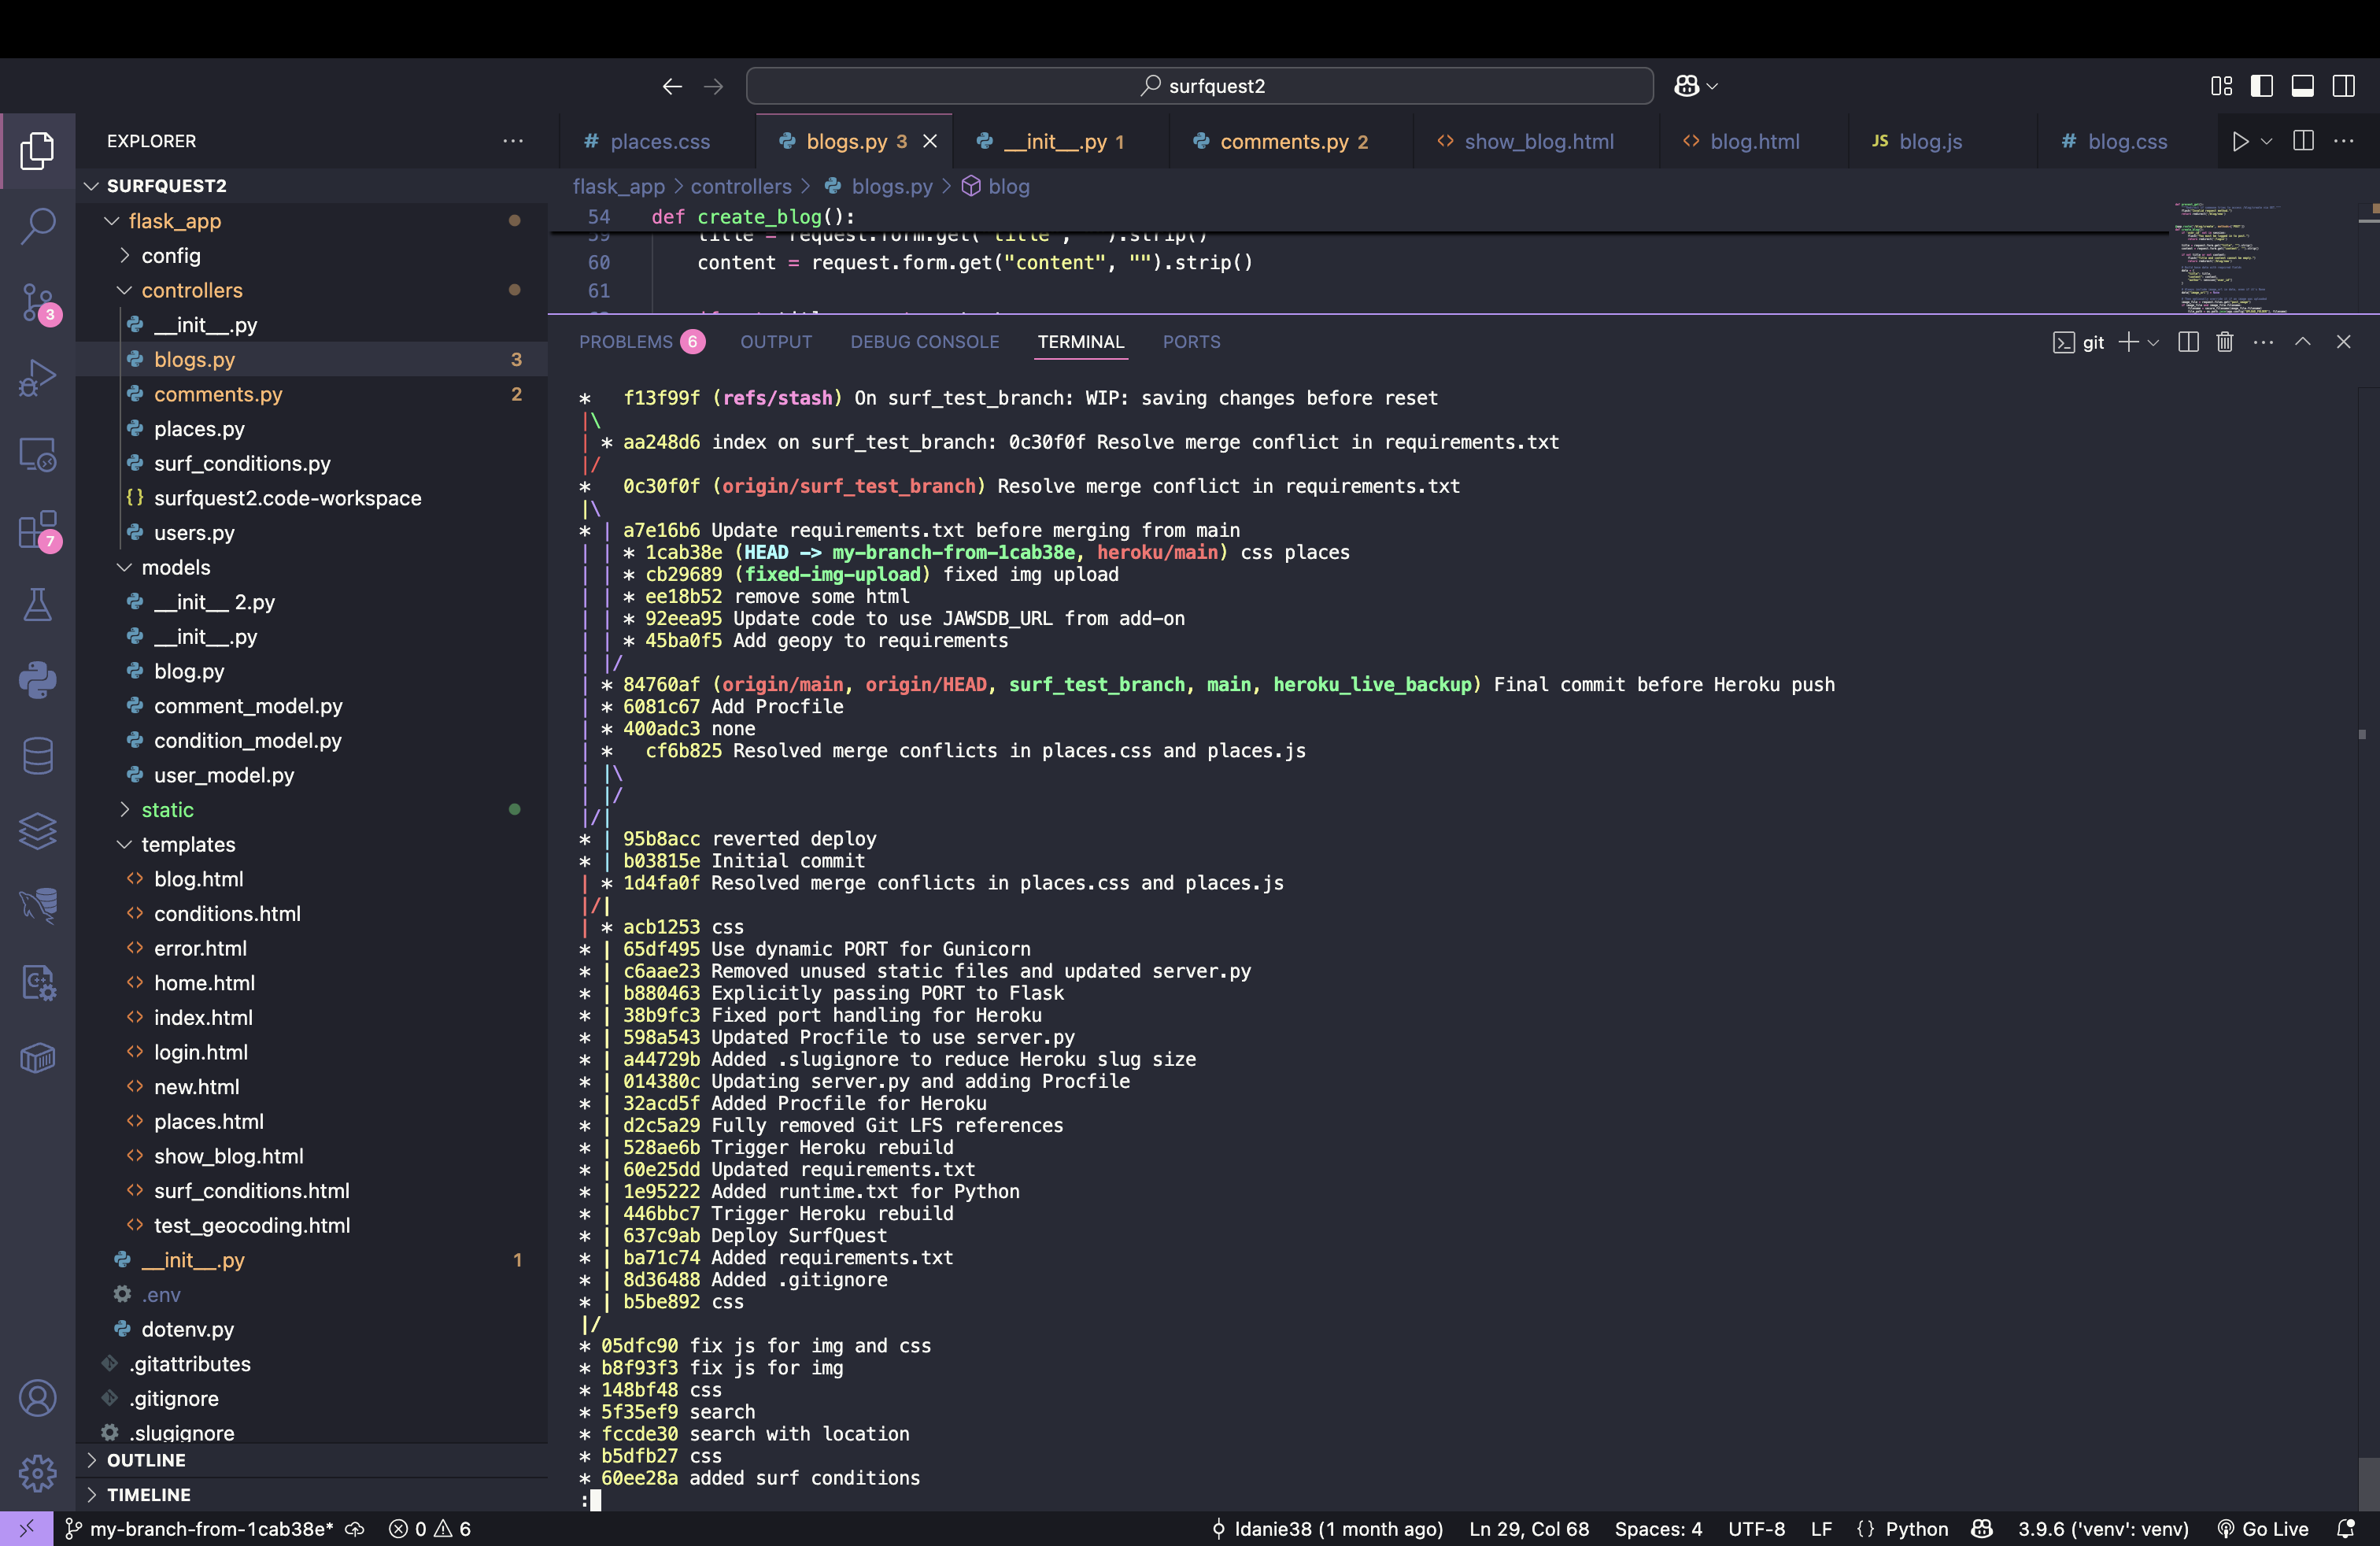 surfquest2
EXPLORER
places.css
blogs.py 3
__init__.py 1
comments.py 2
show_blog.html
blog.html
JS blog.js
blog.css
SURFQUEST2
flask_app
config
controllers
__init__.py
blogs.py 3
comments.py 2
places.py
surf_conditions.py
surfquest2.code-workspace
users.py
models
__init__ 2.py
__init__.py
blog.py
comment_model.py
condition_model.py
user_model.py
static
templates
blog.html
conditions.html
error.html
home.html
index.html
login.html
new.html
places.html
show_blog.html
surf_conditions.html
test_geocoding.html
__init__.py 1
.env
dotenv.py
.gitattributes
.gitignore
.slugignore
OUTLINE
TIMELINE
3
7
flask_app > controllers > blogs.py > blog
54 def create_blog():
59 title = request.form.get("title", "").strip()
60 content = request.form.get("content", "").strip()
61
PROBLEMS 6 OUTPUT DEBUG CONSOLE TERMINAL PORTS
git
*   f13f99f (refs/stash) On surf_test_branch: WIP: saving changes before reset
|\
| * aa248d6 index on surf_test_branch: 0c30f0f Resolve merge conflict in requirements.txt
|/
*   0c30f0f (origin/surf_test_branch) Resolve merge conflict in requirements.txt
|\
* | a7e16b6 Update requirements.txt before merging from main
| | * 1cab38e (HEAD -> my-branch-from-1cab38e, heroku/main) css places
| | * cb29689 (fixed-img-upload) fixed img upload
| | * ee18b52 remove some html
| | * 92eea95 Update code to use JAWSDB_URL from add-on
| | * 45ba0f5 Add geopy to requirements
| |/
| * 84760af (origin/main, origin/HEAD, surf_test_branch, main, heroku_live_backup) Final commit before Heroku push
| * 6081c67 Add Procfile
| * 400adc3 none
| *   cf6b825 Resolved merge conflicts in places.css and places.js
| |\
| |/
|/|
* | 95b8acc reverted deploy
* | b03815e Initial commit
| * 1d4fa0f Resolved merge conflicts in places.css and places.js
|/|
| * acb1253 css
* | 65df495 Use dynamic PORT for Gunicorn
* | c6aae23 Removed unused static files and updated server.py
* | b880463 Explicitly passing PORT to Flask
* | 38b9fc3 Fixed port handling for Heroku
* | 598a543 Updated Procfile to use server.py
* | a44729b Added .slugignore to reduce Heroku slug size
* | 014380c Updating server.py and adding Procfile
* | 32acd5f Added Procfile for Heroku
* | d2c5a29 Fully removed Git LFS references
* | 528ae6b Trigger Heroku rebuild
* | 60e25dd Updated requirements.txt
* | 1e95222 Added runtime.txt for Python
* | 446bbc7 Trigger Heroku rebuild
* | 637c9ab Deploy SurfQuest
* | ba71c74 Added requirements.txt
* | 8d36488 Added .gitignore
* | b5be892 css
|/
* 05dfc90 fix js for img and css
* b8f93f3 fix js for img
* 148bf48 css
* 5f35ef9 search
* fccde30 search with location
* b5dfb27 css
* 60ee28a added surf conditions
:
my-branch-from-1cab38e* 0 6 Idanie38 (1 month ago) Ln 29, Col 68 Spaces: 4 UTF-8 LF {} Python 3.9.6 ('venv': venv) Go Live